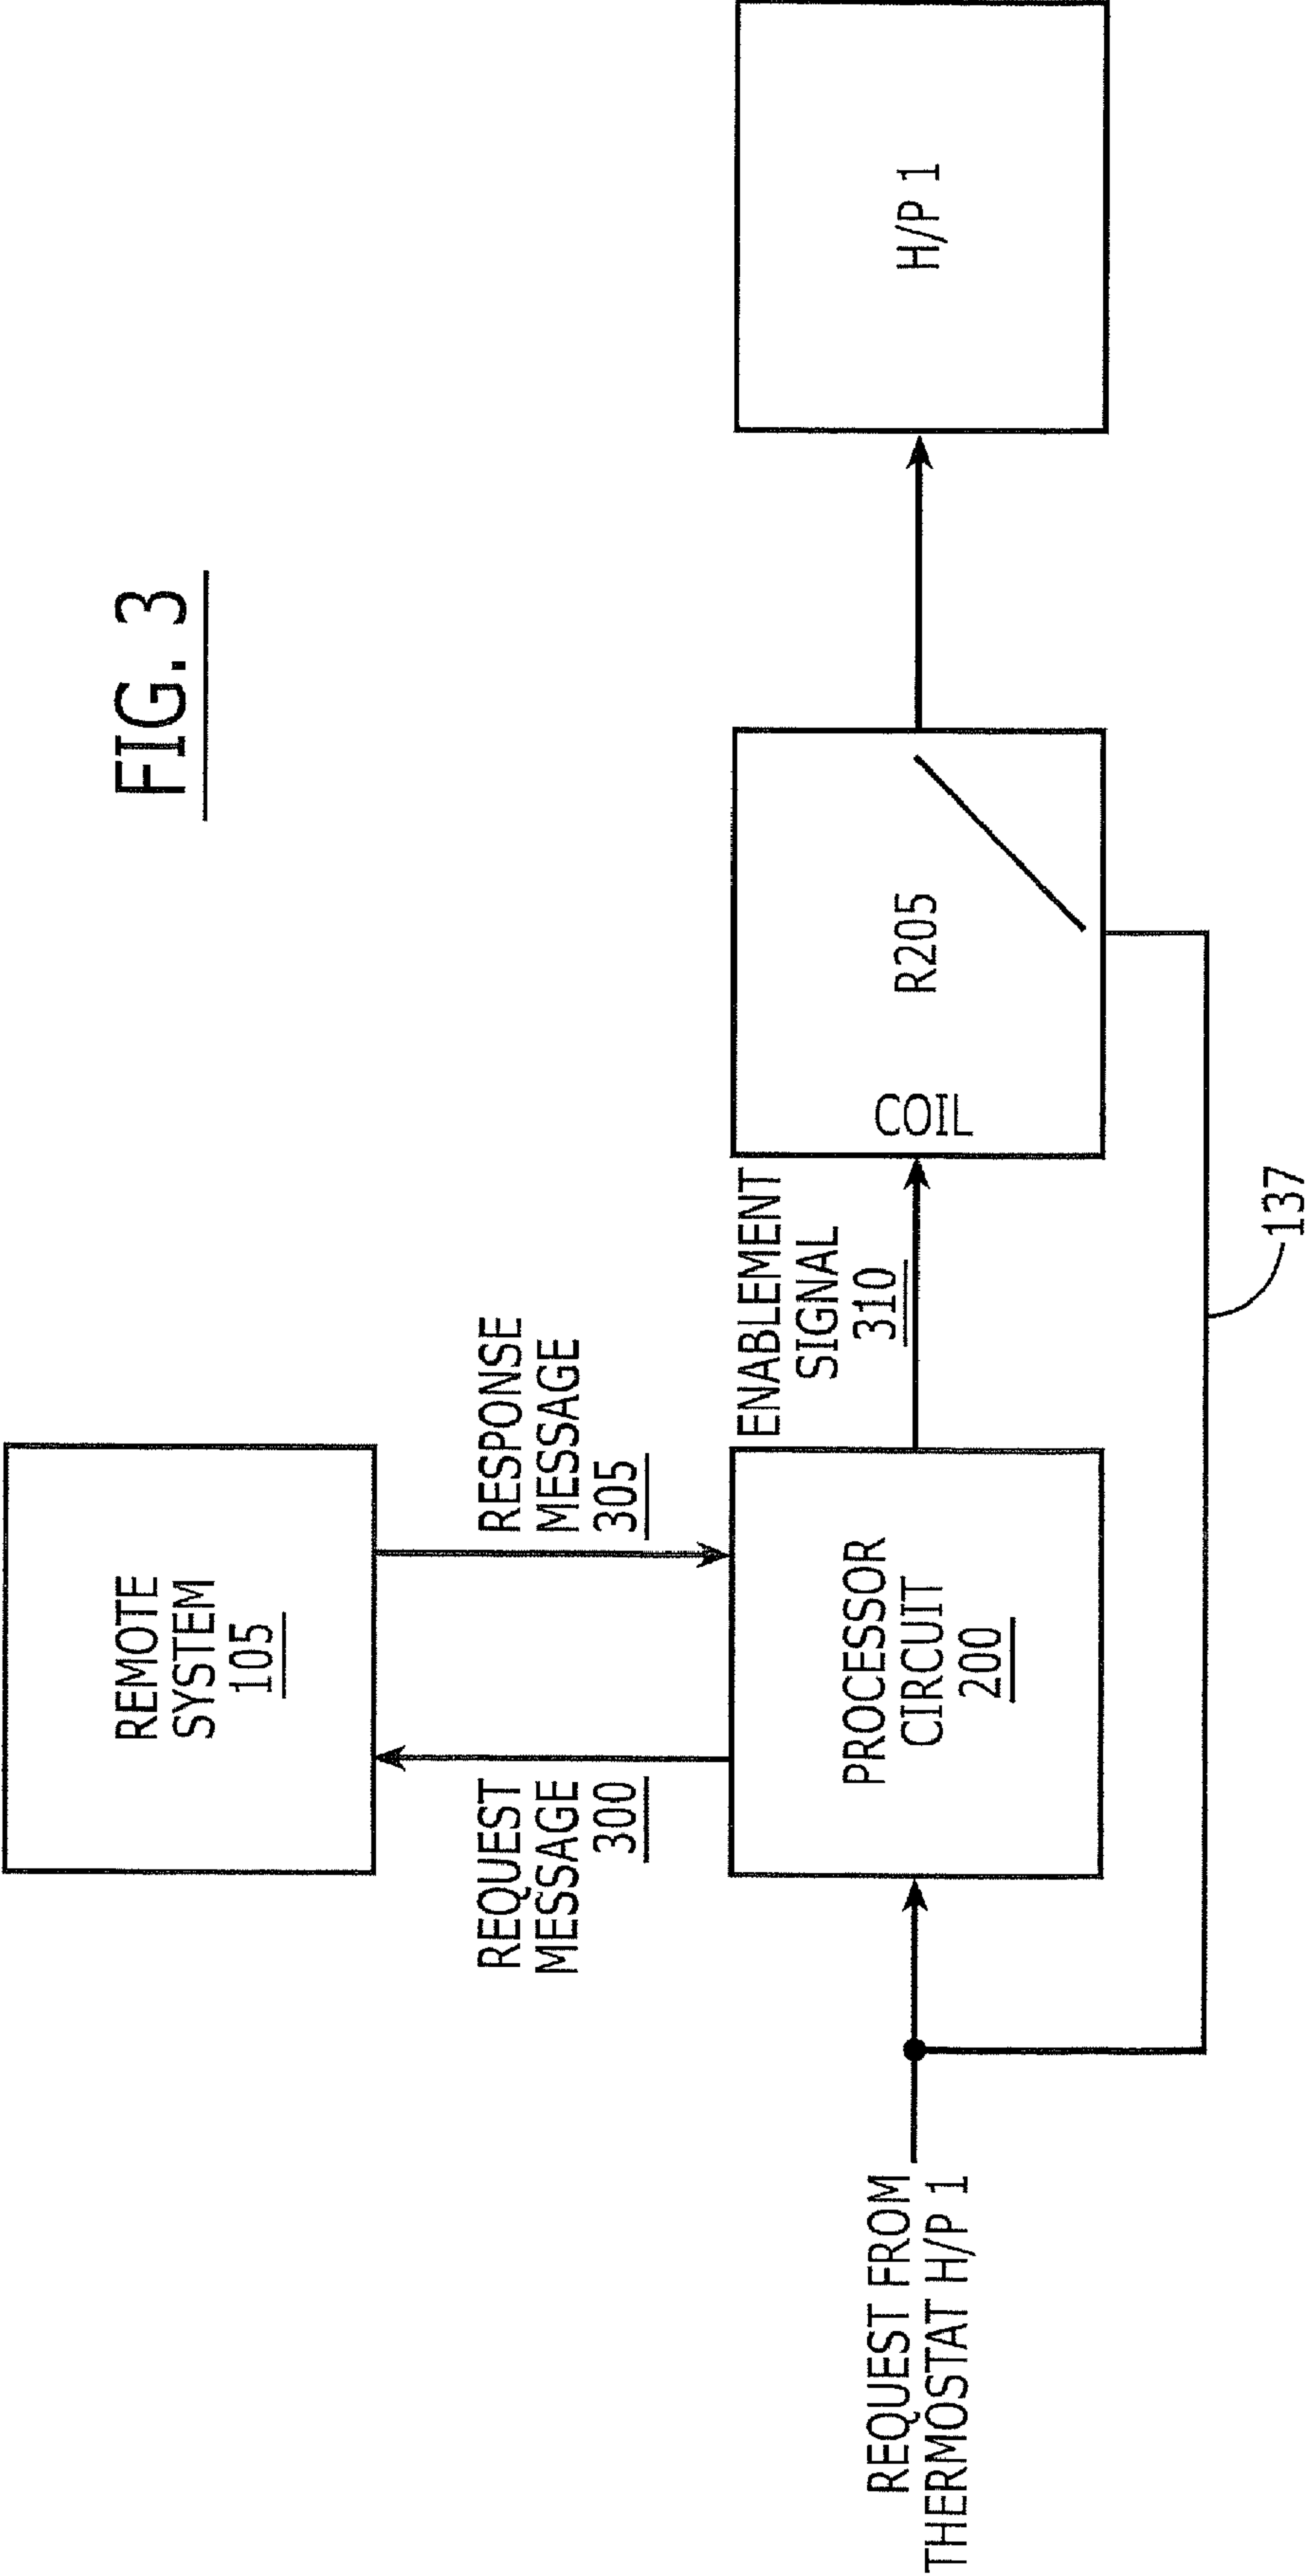 FIG. 3
REMOTE
SYSTEM
105
REQUEST
MESSAGE
300
RESPONSE
MESSAGE
305
REQUEST FROM
THERMOSTAT H/P 1
PROCESSOR
CIRCUIT
200
ENABLEMENT
SIGNAL
310
COIL
R205
H/P 1
137